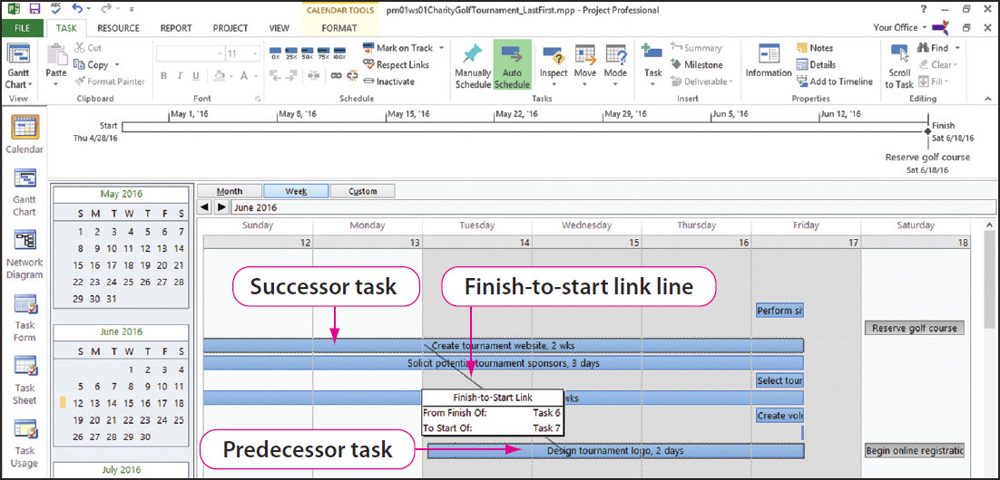 CALENDAR TOOLS
pm01ws01CharityGolfTournament_LastFirst.mpp - Project Professional
FILE TASK RESOURCE REPORT PROJECT VIEW FORMAT
Your Office
Gantt Chart
View
Paste
Cut
Copy
Format Painter
Clipboard
11
B I U
A
Font
0% 25% 50% 75% 100%
Mark on Track
Respect Links
Inactivate
Schedule
Manually Schedule
Auto Schedule
Inspect
Move
Mode
Tasks
Task
Summary
Milestone
Deliverable
Insert
Information
Notes
Details
Add to Timeline
Properties
Scroll to Task
Find
Clear
Fill
Editing
May 1, '16 May 8, '16 May 15, '16 May 22, '16 May 29, '16 Jun 5, '16 Jun 12, '16
Start
Thu 4/28/16
Finish
Sat 6/18/16
Reserve golf course
Sat 6/18/16
Calendar
Gantt Chart
Network Diagram
Task Form
Task Sheet
Task Usage
May 2016
S M T W T F S
1 2 3 4 5 6 7
8 9 10 11 12 13 14
15 16 17 18 19 20 21
22 23 24 25 26 27 28
29 30 31
June 2016
S M T W T F S
1 2 3 4
5 6 7 8 9 10 11
12 13 14 15 16 17 18
19 20 21 22 23 24 25
26 27 28 29 30
July 2016
Month Week Custom
June 2016
Sunday Monday Tuesday Wednesday Thursday Friday Saturday
12 13 14 15 16 17 18
Successor task
Finish-to-start link line
Perform si
Reserve golf course
Create tournament website, 2 wks
Solicit potential tournament sponsors, 3 days
Select tour
wks
Finish-to-Start Link
From Finish Of: Task 6
To Start Of: Task 7
Create volu
Predecessor task
Design tournament logo, 2 days
Begin online registratic